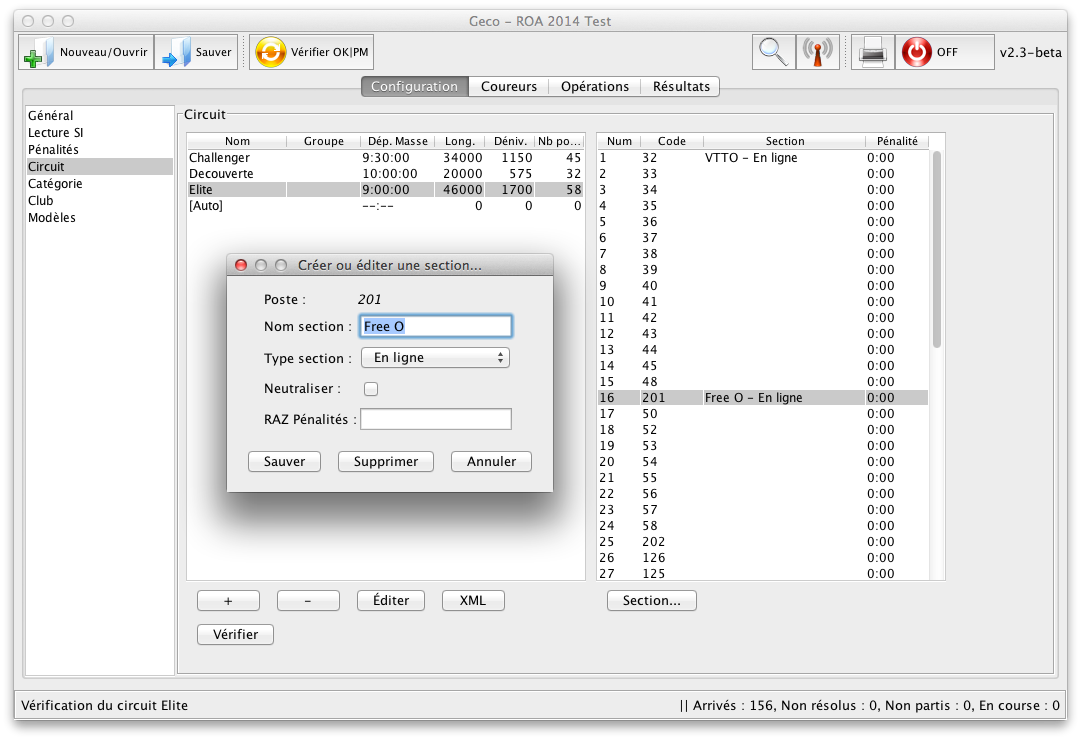 Geco – ROA 2014 Test
Nouveau/Ouvrir Sauver Vérifier OK|PM OFF v2.3-beta
Configuration Coureurs Opérations Résultats
Général
Lecture SI
Pénalités
Circuit
Catégorie
Club
Modèles
Circuit
Nom Groupe Dép. Masse Long. Déniv. Nb po...
Challenger 9:30:00 34000 1150 45
Decouverte 10:00:00 20000 575 32
Elite 9:00:00 46000 1700 58
[Auto] --:-- 0 0 0
Créer ou éditer une section...
Poste : 201
Nom section : Free O
Type section : En ligne
Neutraliser :
RAZ Pénalités :
Sauver Supprimer Annuler
+ - Éditer XML
Vérifier
Num Code Section Pénalité
1 32 VTTO – En ligne 0:00
2 33 0:00
3 34 0:00
4 35 0:00
5 36 0:00
6 37 0:00
7 38 0:00
8 39 0:00
9 40 0:00
10 41 0:00
11 42 0:00
12 43 0:00
13 44 0:00
14 45 0:00
15 48 0:00
16 201 Free O – En ligne 0:00
17 50 0:00
18 52 0:00
19 53 0:00
20 54 0:00
21 55 0:00
22 56 0:00
23 57 0:00
24 58 0:00
25 202 0:00
26 126 0:00
27 125 0:00
Section...
Vérification du circuit Elite
|| Arrivés : 156, Non résolus : 0, Non partis : 0, En course : 0